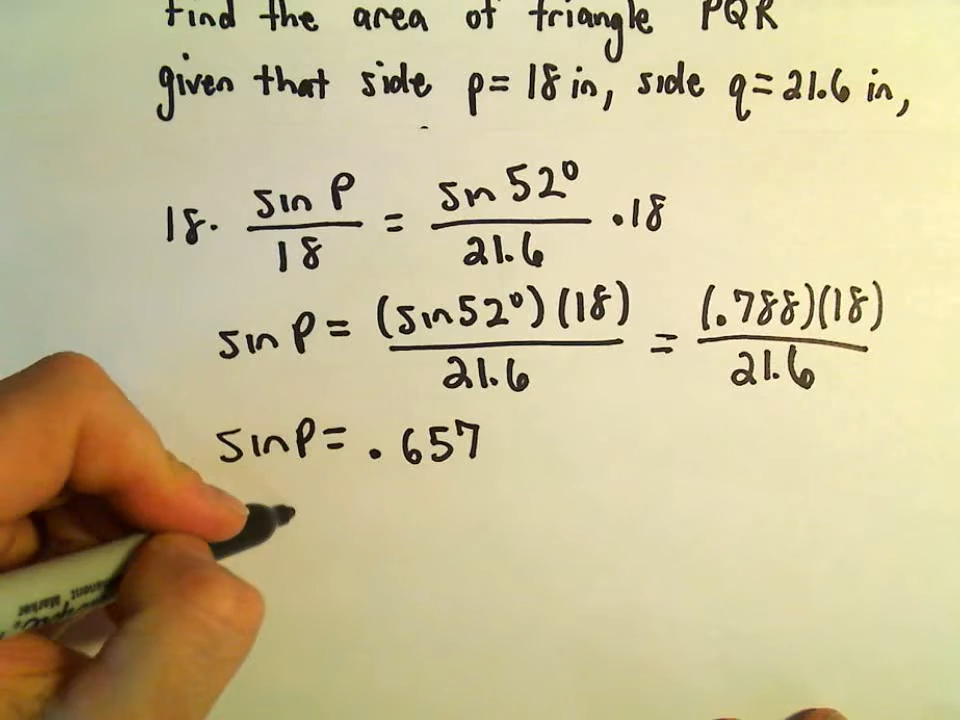 find the area of triangle PQR
given that side p= 18 in, side q= 21.6 in,
18. sin P / 18 = sin 52° / 21.6 .18
sin P = (sin 52°)(18) / 21.6 = (.788)(18) / 21.6
sin P = .657